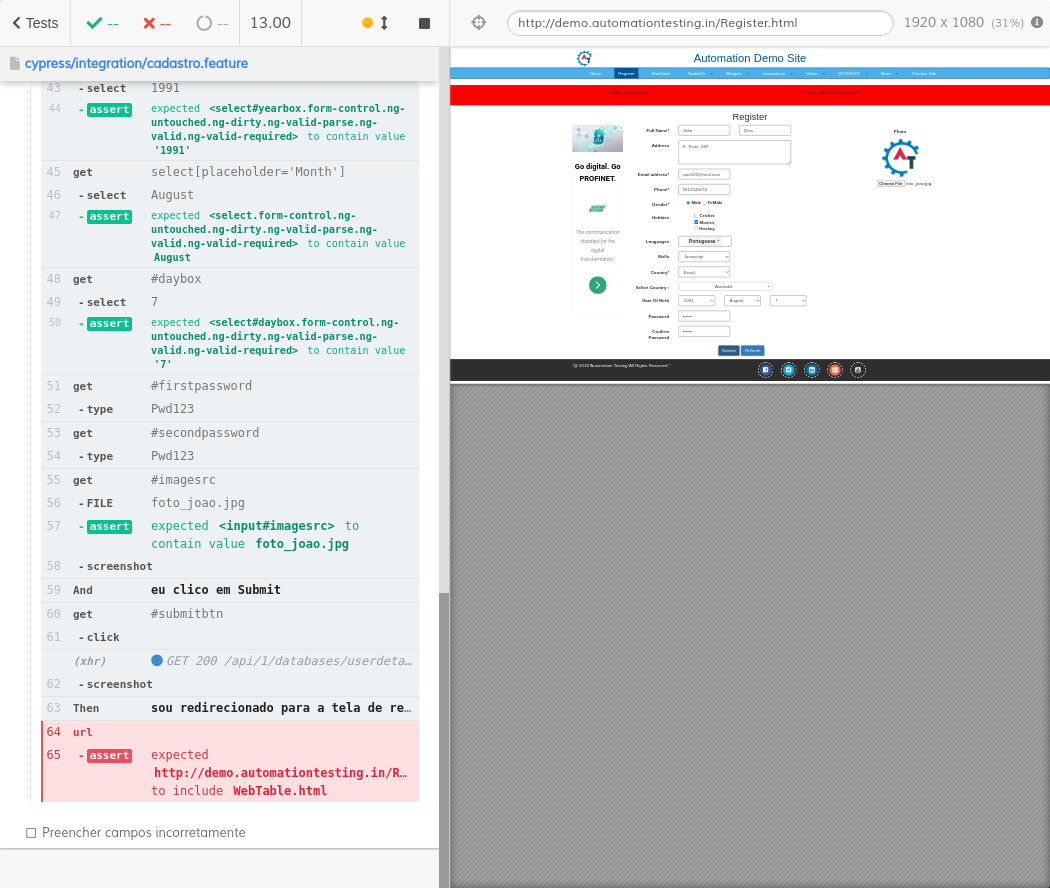 Tests
--
--
--
13.00
http://demo.automationtesting.in/Register.html
1920 x 1080 (31%)
cypress/integration/cadastro.feature
43 - select 1991
44 - assert expected <select#yearbox.form-control.ng-
untouched.ng-dirty.ng-valid-parse.ng-
valid.ng-valid-required> to contain value
'1991'
45 get select[placeholder='Month']
46 - select August
47 - assert expected <select.form-control.ng-
untouched.ng-dirty.ng-valid-parse.ng-
valid.ng-valid-required> to contain value
August
48 get #daybox
49 - select 7
50 - assert expected <select#daybox.form-control.ng-
untouched.ng-dirty.ng-valid-parse.ng-
valid.ng-valid-required> to contain value
'7'
51 get #firstpassword
52 - type Pwd123
53 get #secondpassword
54 - type Pwd123
55 get #imagesrc
56 - FILE foto_joao.jpg
57 - assert expected <input#imagesrc> to
contain value foto_joao.jpg
58 - screenshot
59 And eu clico em Submit
60 get #submitbtn
61 - click
(xhr) GET 200 /api/1/databases/userdeta…
62 - screenshot
63 Then sou redirecionado para a tela de re…
64 url
65 - assert expected
http://demo.automationtesting.in/R…
to include WebTable.html
Preencher campos incorretamente
Automation Demo Site
Home Register WebTable SwitchTo Widgets Interactions Video WYSIWYG More Practice Site
Register
Go digital. Go
PROFINET.
The communication
standard for the
digital
transformation.
Full Name* João Silva
Address R. Teste, 999
Email address* joao123@mail.com
Phone*
Gender* Male FeMale
Hobbies Cricket
Movies
Hockey
Languages Portuguese
Skills Javascript
Country* Brazil
Select Country : Australia
Date Of Birth 1991 August 7
Password ••••••
Confirm ••••••
Password
Submit Refresh
Photo
Choose File foto_joao.jpg
"@ 2016"Automation Testing"All Rights Reserved."